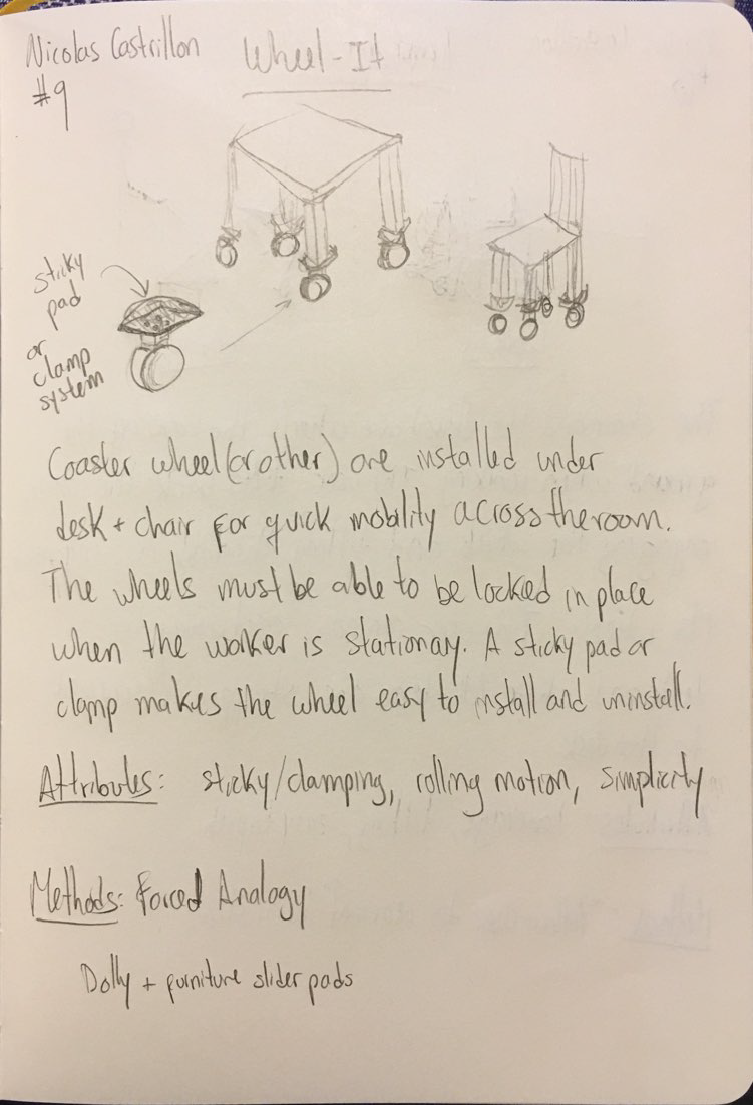 Nicolas Castrillon
#9
Wheel-It
sticky
pad
or
clamp
system
Coaster wheel (or other) are installed under
desk + chair for quick mobility across the room.
The wheels must be able to be locked in place
when the worker is stationary. A sticky pad or
clamp makes the wheel easy to install and uninstall.
Attributes: sticky/clamping, rolling motion, simplicity
Methods: Forced Analogy
Dolly + furniture slider pads